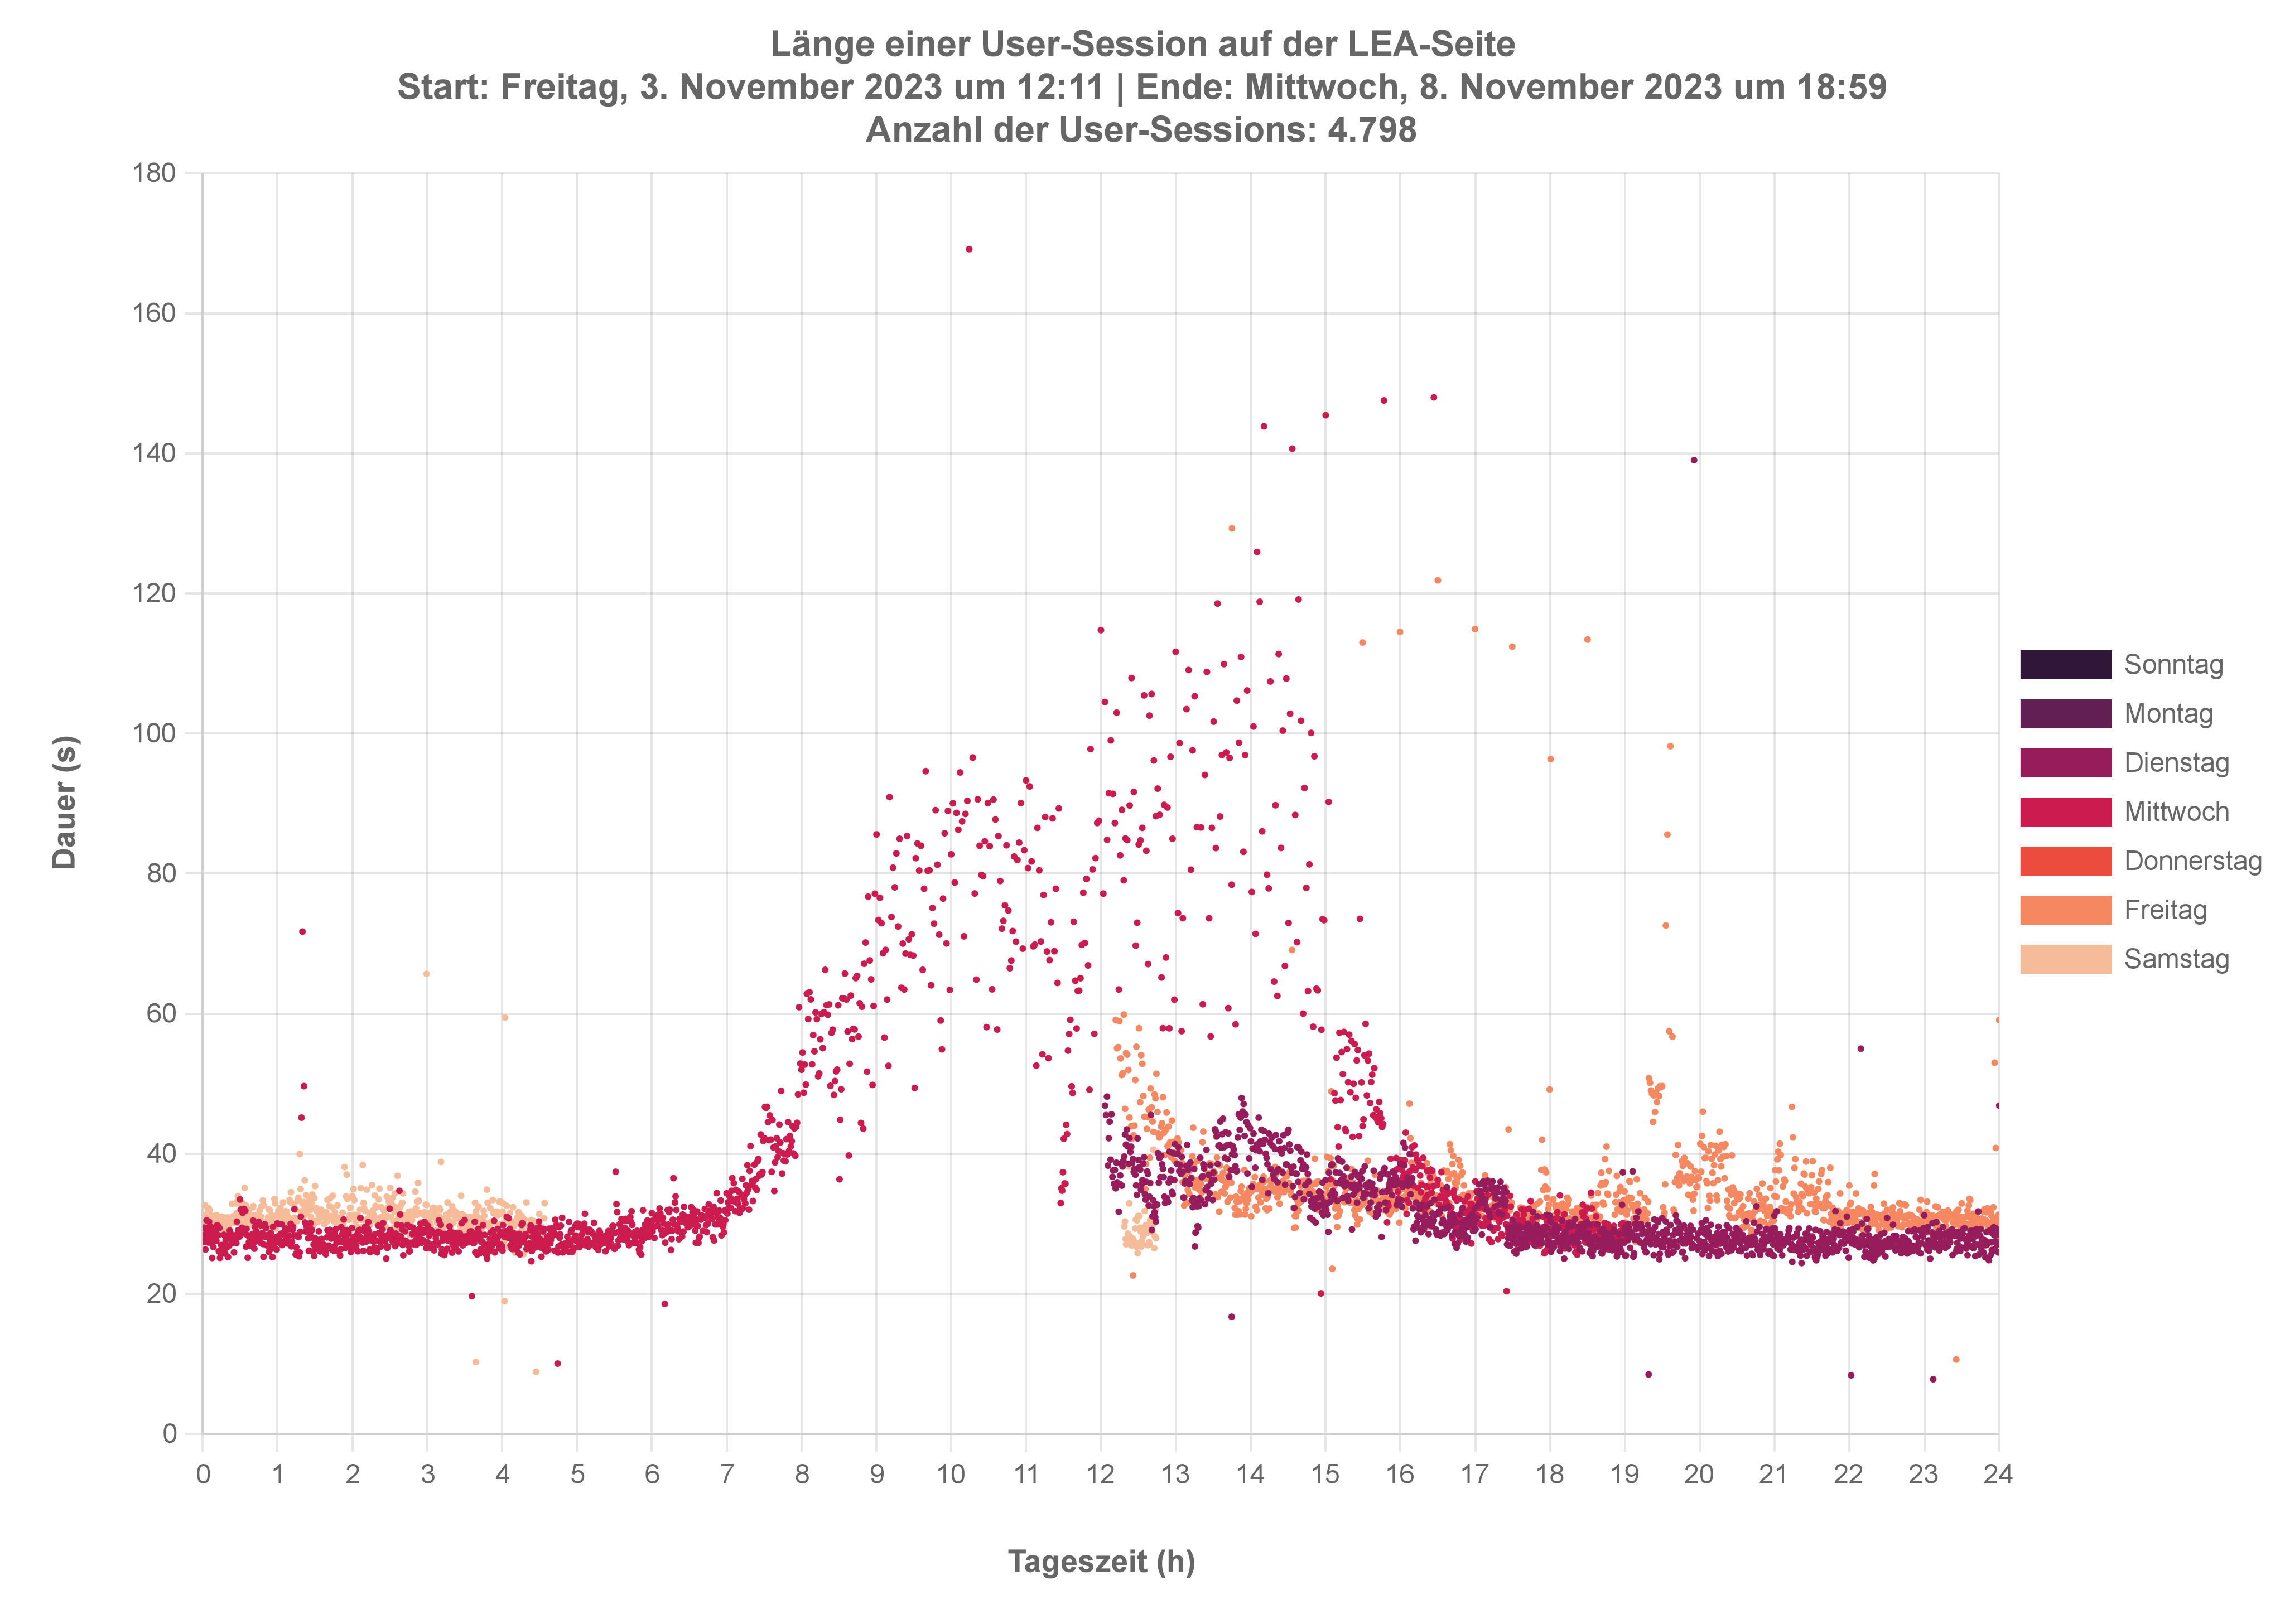 Länge einer User-Session auf der LEA-Seite
Start: Freitag, 3. November 2023 um 12:11 | Ende: Mittwoch, 8. November 2023 um 18:59
Anzahl der User-Sessions: 4.798
180
160
140
120
100
80
60
40
20
0
Dauer (s)
0 1 2 3 4 5 6 7 8 9 10 11 12 13 14 15 16 17 18 19 20 21 22 23 24
Tageszeit (h)
Sonntag
Montag
Dienstag
Mittwoch
Donnerstag
Freitag
Samstag